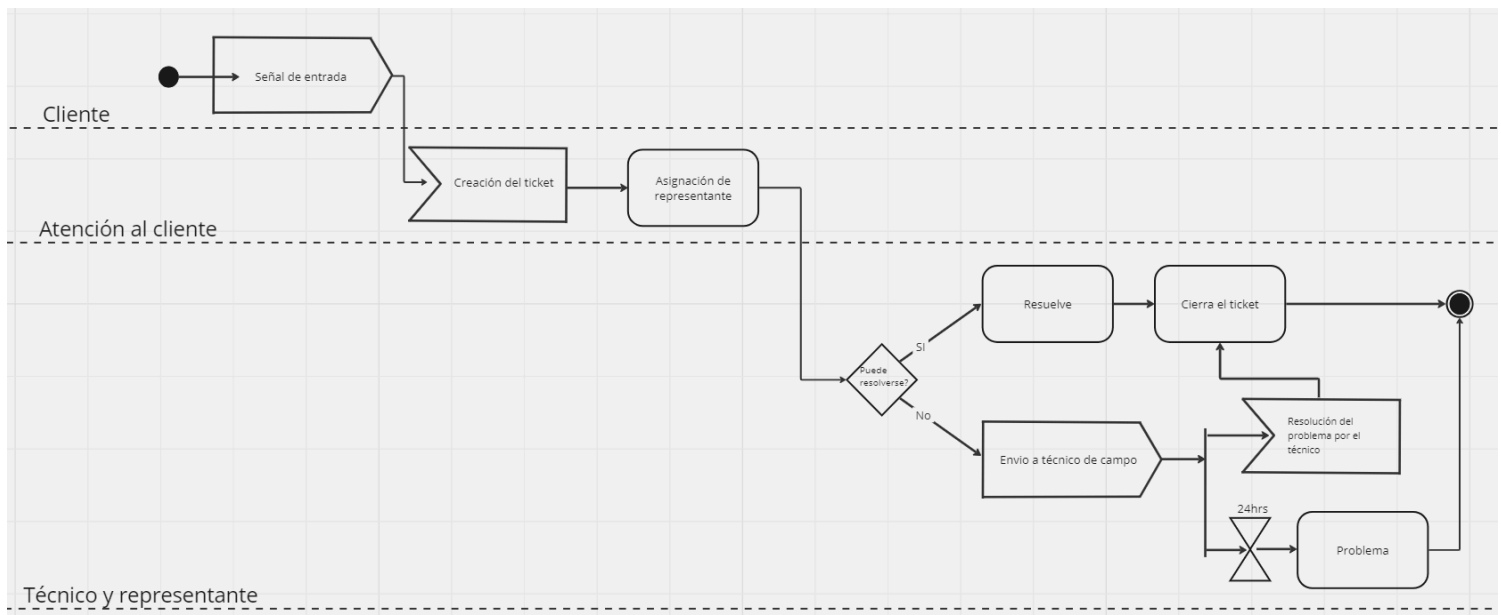 Señal de entrada
Cliente
Creación del ticket
Asignación de
representante
Atención al cliente
Resuelve
Cierra el ticket
Si
Puede
resolverse?
No
Resolución del
problema por el
técnico
Envio a técnico de campo
24hrs
Problema
Técnico y representante